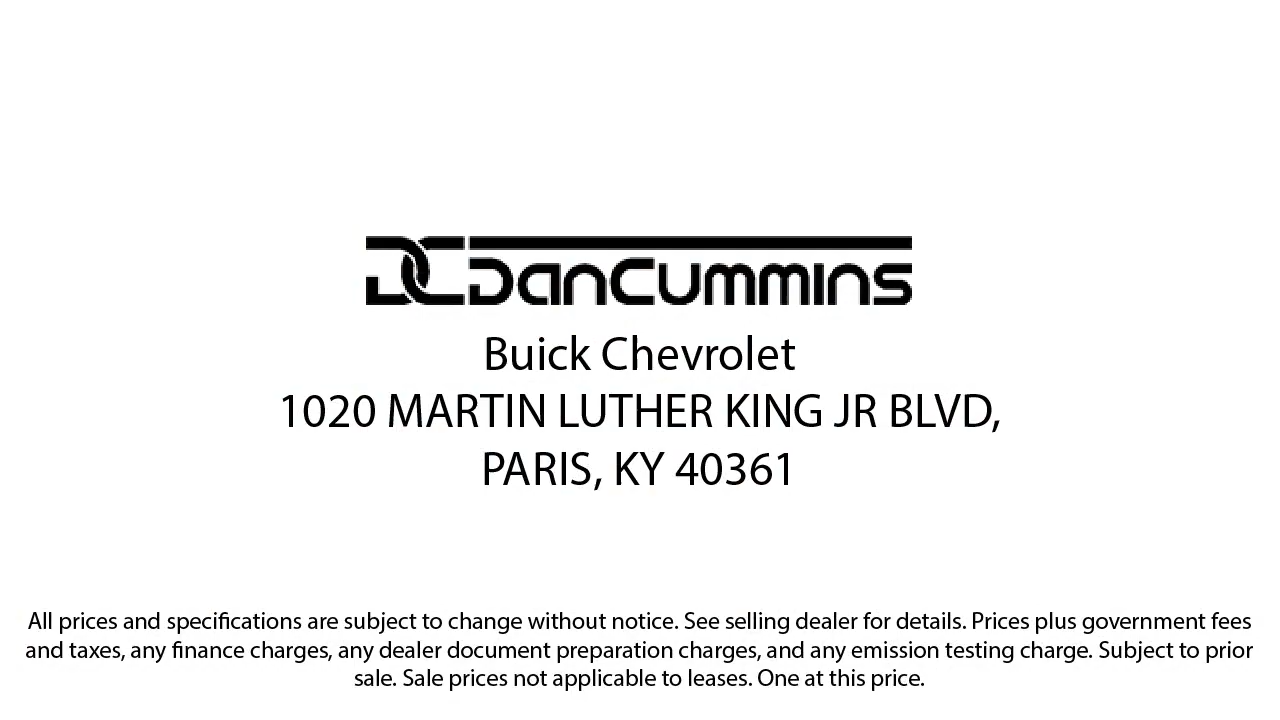 DC DanCummins
Buick Chevrolet
1020 MARTIN LUTHER KING JR BLVD,
PARIS, KY 40361
All prices and specifications are subject to change without notice. See selling dealer for details. Prices plus government fees
and taxes, any finance charges, any dealer document preparation charges, and any emission testing charge. Subject to prior
sale. Sale prices not applicable to leases. One at this price.